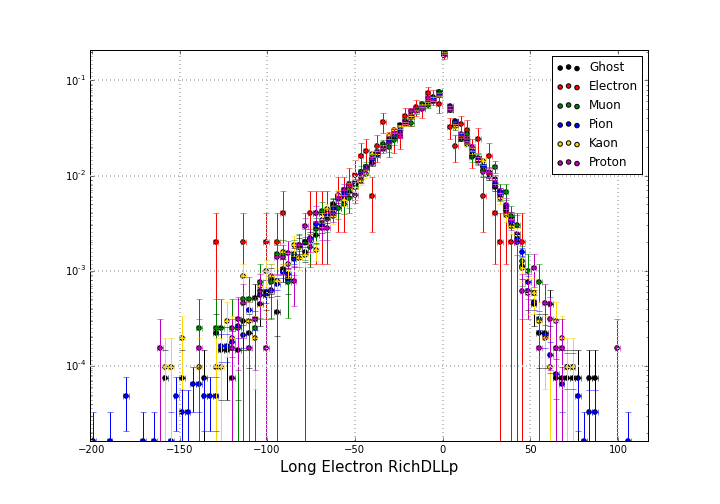 10⁻¹
10⁻²
10⁻³
10⁻⁴
Ghost
Electron
Muon
Pion
Kaon
Proton
−200 −150 −100 −50 0 50 100
Long Electron RichDLLp